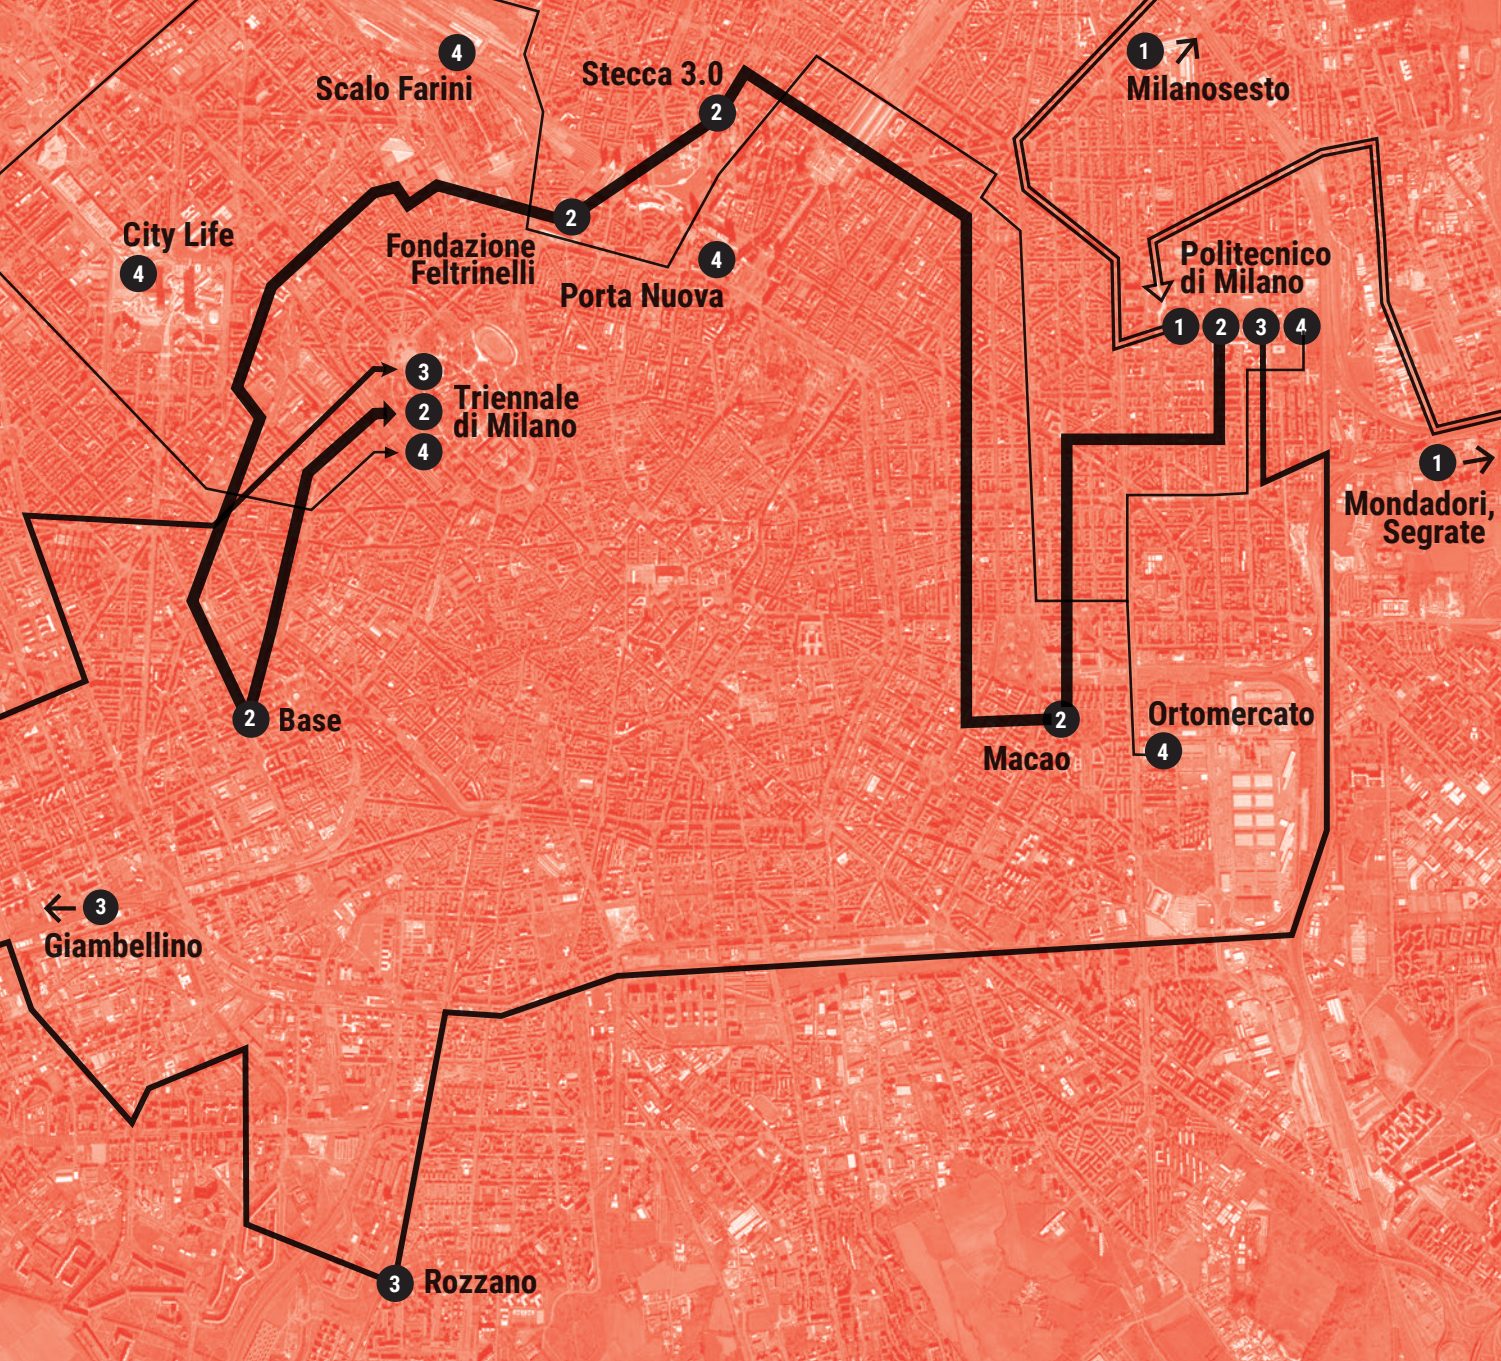 4
Scalo Farini
Stecca 3.0
2
1
Milanosesto
City Life
4
2
Fondazione
Feltrinelli
4
Porta Nuova
Politecnico
di Milano
1 2 3 4
3
2
4
Triennale
di Milano
1
Mondadori,
Segrate
2 Base
2
Macao
Ortomercato
4
3
Giambellino
3 Rozzano